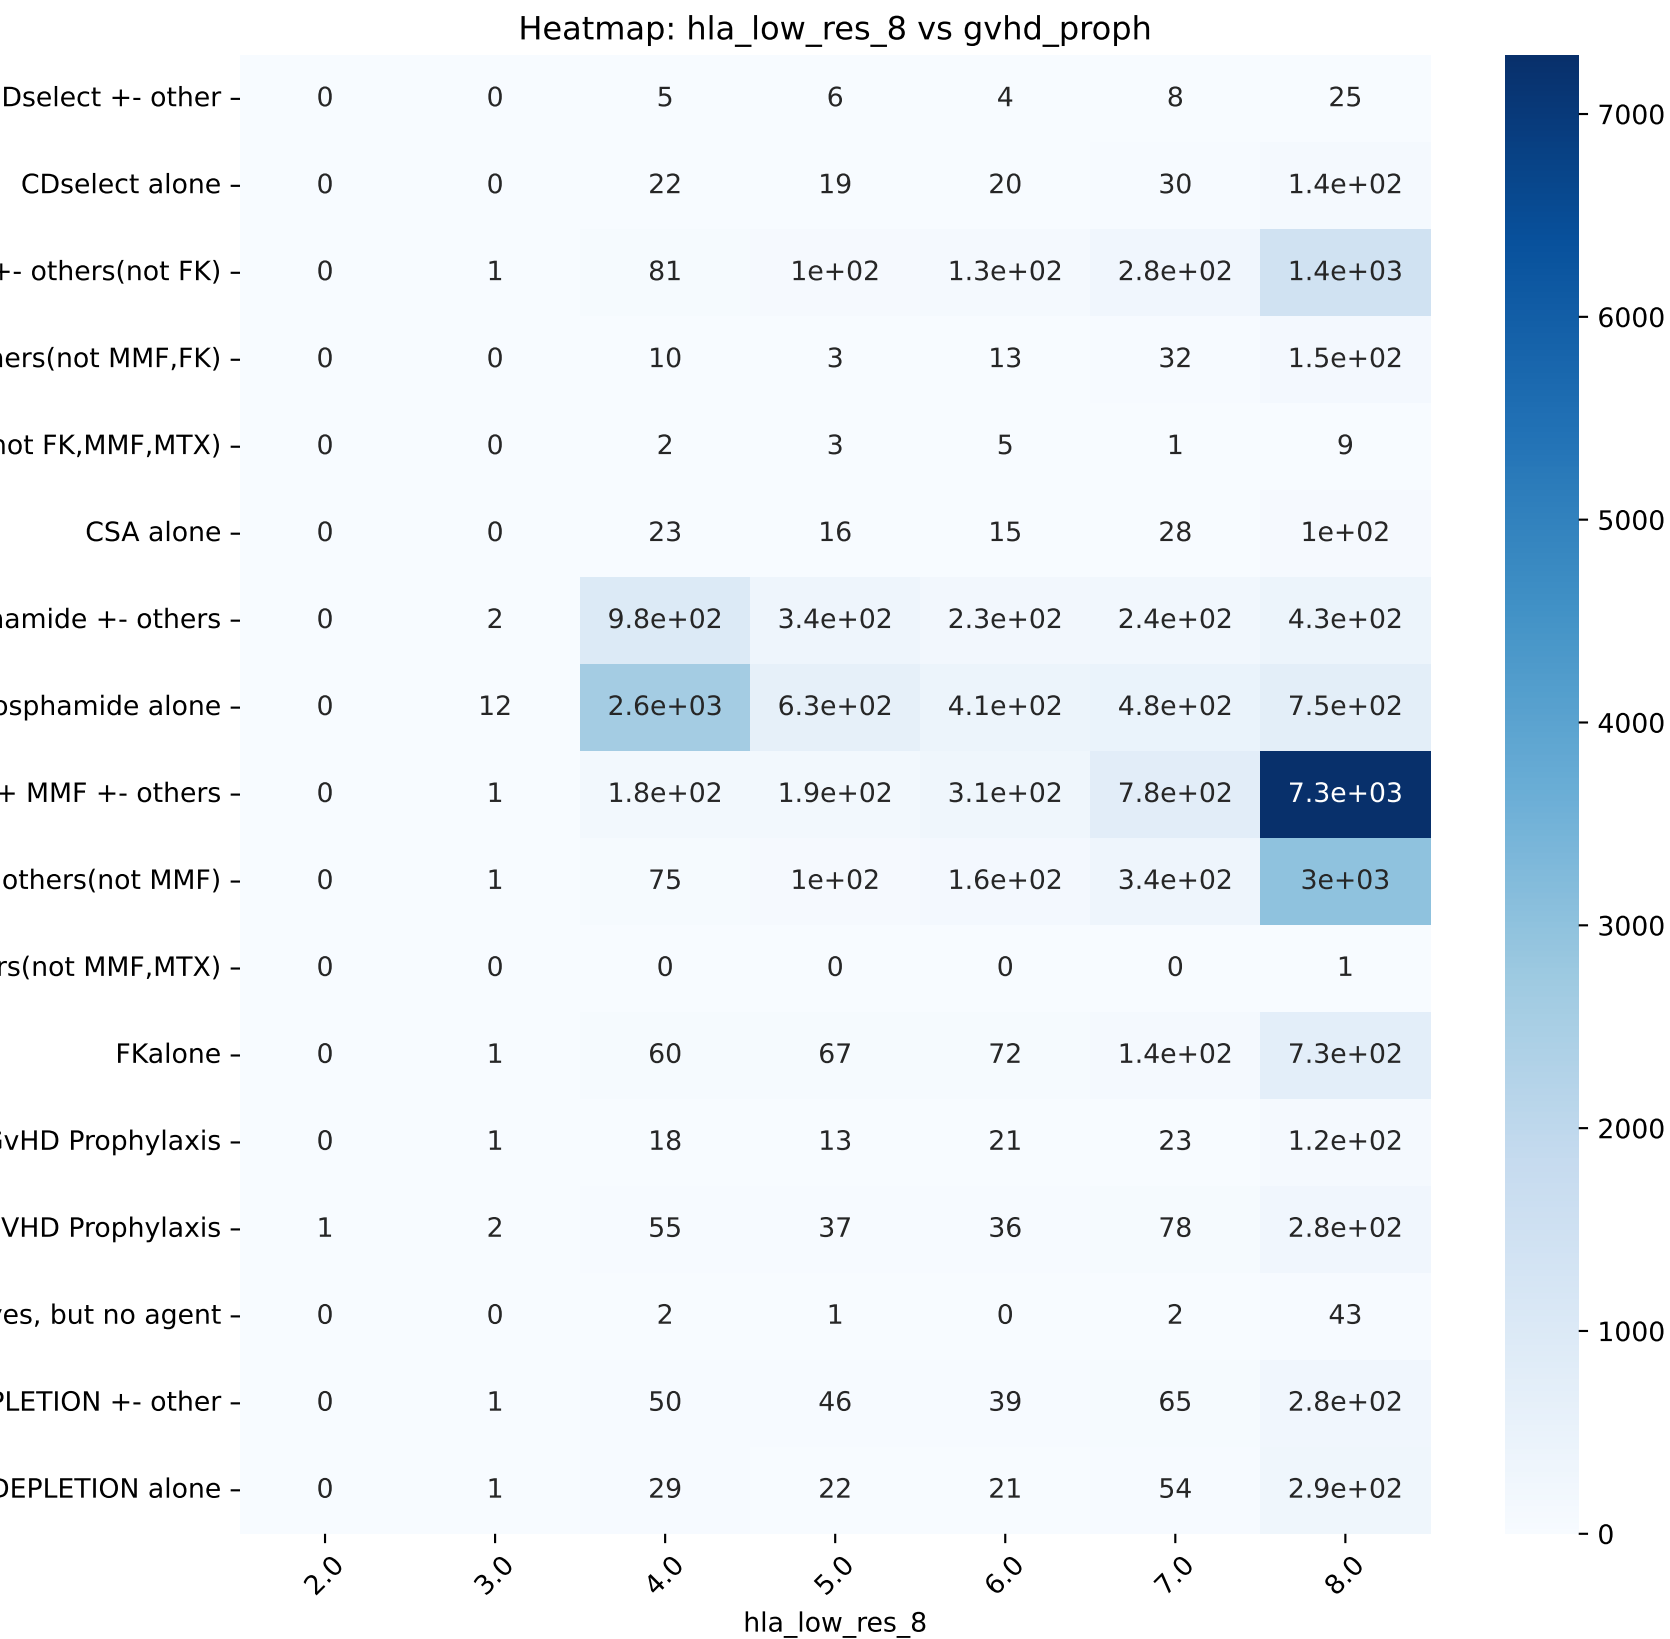 Heatmap: hla_low_res_8 vs gvhd_proph
Dselect +- other 0 0 5 6 4 8 25
CDselect alone 0 0 22 19 20 30 1.4e+02
+- others(not FK) 0 1 81 1e+02 1.3e+02 2.8e+02 1.4e+03
ers(not MMF,FK) 0 0 10 3 13 32 1.5e+02
not FK,MMF,MTX) 0 0 2 3 5 1 9
CSA alone 0 0 23 16 15 28 1e+02
amide +- others 0 2 9.8e+02 3.4e+02 2.3e+02 2.4e+02 4.3e+02
osphamide alone 0 12 2.6e+03 6.3e+02 4.1e+02 4.8e+02 7.5e+02
+ MMF +- others 0 1 1.8e+02 1.9e+02 3.1e+02 7.8e+02 7.3e+03
others(not MMF) 0 1 75 1e+02 1.6e+02 3.4e+02 3e+03
rs(not MMF,MTX) 0 0 0 0 0 0 1
FKalone 0 1 60 67 72 1.4e+02 7.3e+02
GvHD Prophylaxis 0 1 18 13 21 23 1.2e+02
VHD Prophylaxis 1 2 55 37 36 78 2.8e+02
yes, but no agent 0 0 2 1 0 2 43
PLETION +- other 0 1 50 46 39 65 2.8e+02
DEPLETION alone 0 1 29 22 21 54 2.9e+02
2.0 3.0 4.0 5.0 6.0 7.0 8.0
hla_low_res_8
7000
6000
5000
4000
3000
2000
1000
0